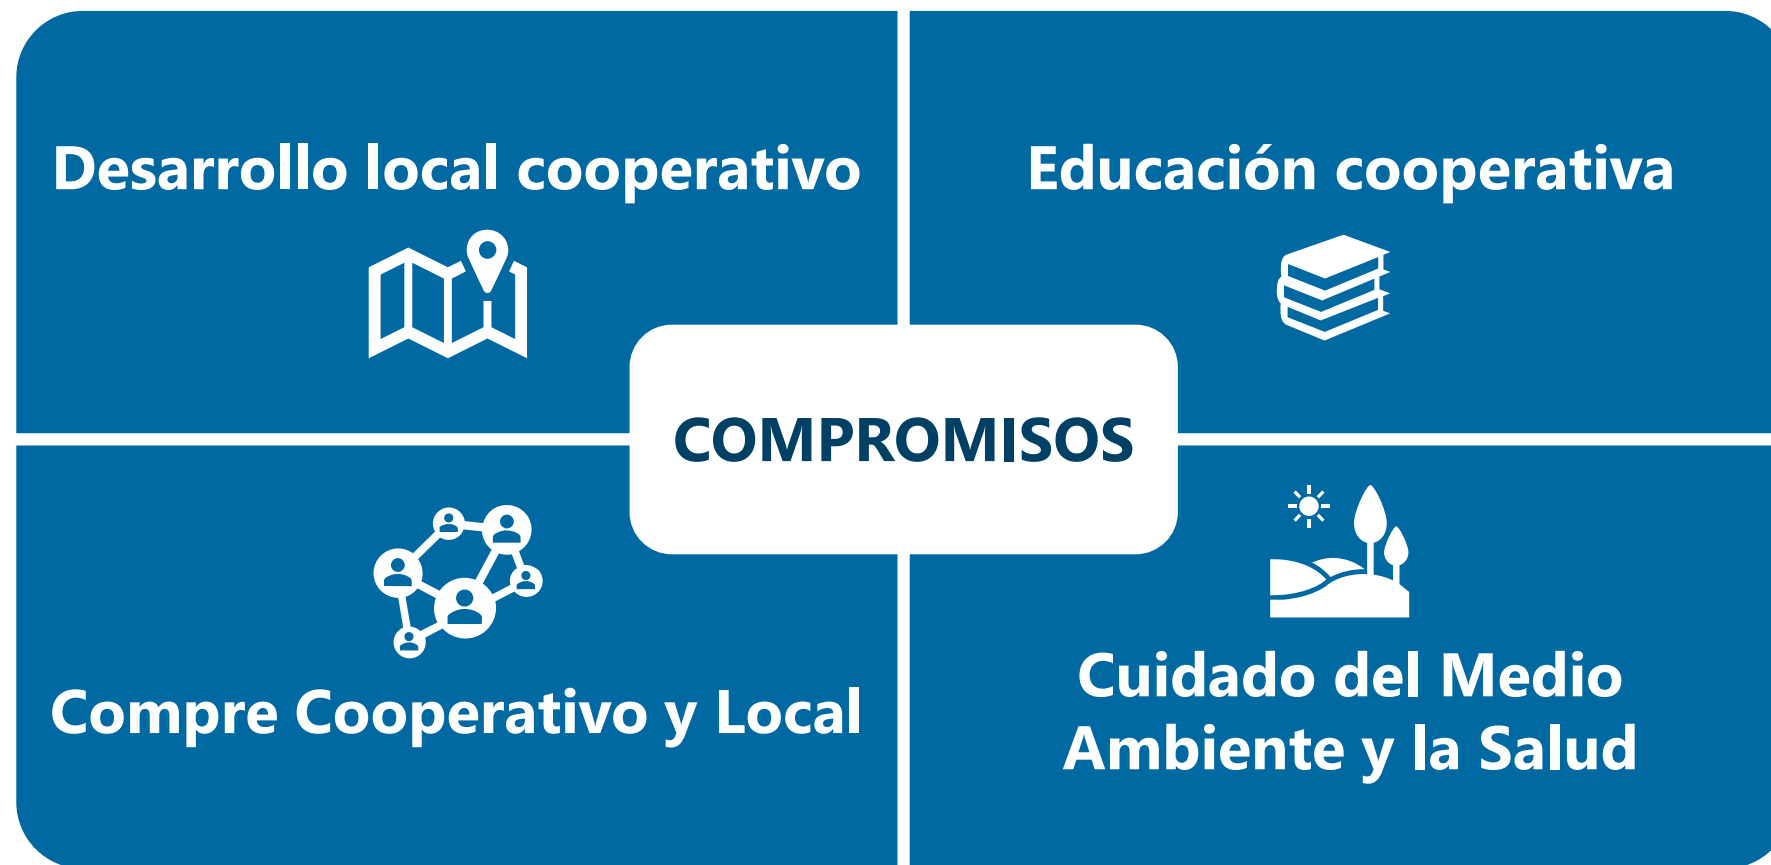 Desarrollo local cooperativo
Educación cooperativa
COMPROMISOS
Compre Cooperativo y Local
Cuidado del Medio
Ambiente y la Salud